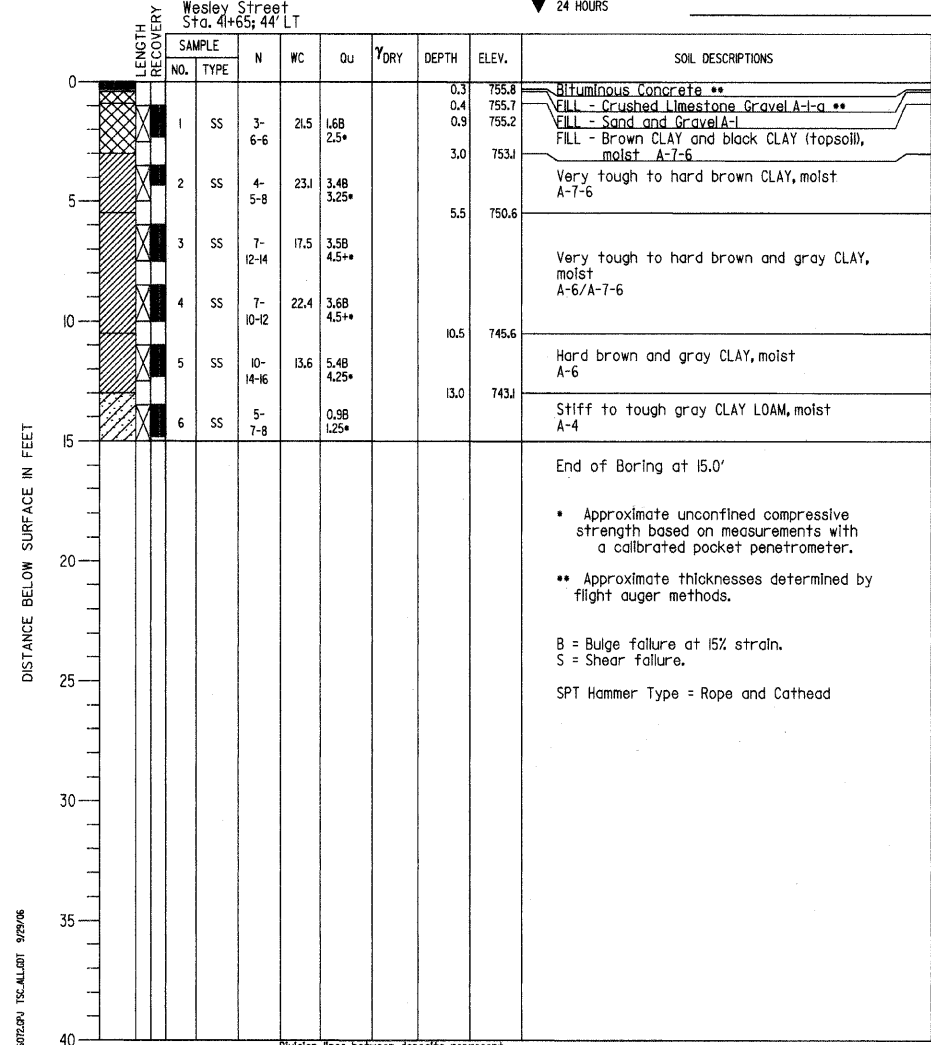 Wesley Street
Sta. 41+65; 44' LT
▼ 24 HOURS
LENGTH
RECOVERY
SAMPLE
NO. TYPE N WC Qu γDRY DEPTH ELEV. SOIL DESCRIPTIONS
0
0.3 755.8 Bituminous Concrete **
0.4 755.7 FILL - Crushed Limestone Gravel A-1-a **
0.9 755.2 FILL - Sand and Gravel A-1
1 SS 3- 21.5 1.6B
6-6 2.5*
FILL - Brown CLAY and black CLAY (topsoil),
3.0 753.1 moist A-7-6
2 SS 4- 23.1 3.4B
5-8 3.25*
Very tough to hard brown CLAY, moist
A-7-6
5
5.5 750.6
3 SS 7- 17.5 3.5B
12-14 4.5+*
Very tough to hard brown and gray CLAY,
moist
A-6/A-7-6
4 SS 7- 22.4 3.6B
10-12 4.5+*
10
10.5 745.6
5 SS 10- 13.6 5.4B
14-16 4.25*
Hard brown and gray CLAY, moist
A-6
13.0 743.1
6 SS 5- 0.9B
7-8 1.25*
Stiff to tough gray CLAY LOAM, moist
A-4
15
End of Boring at 15.0'
* Approximate unconfined compressive
strength based on measurements with
a calibrated pocket penetrometer.
20
** Approximate thicknesses determined by
flight auger methods.
B = Bulge failure at 15% strain.
S = Shear failure.
25
SPT Hammer Type = Rope and Cathead
30
35
40
DISTANCE BELOW SURFACE IN FEET
TSC_ALL.GDT 9/29/06
Division lines between deposits represent